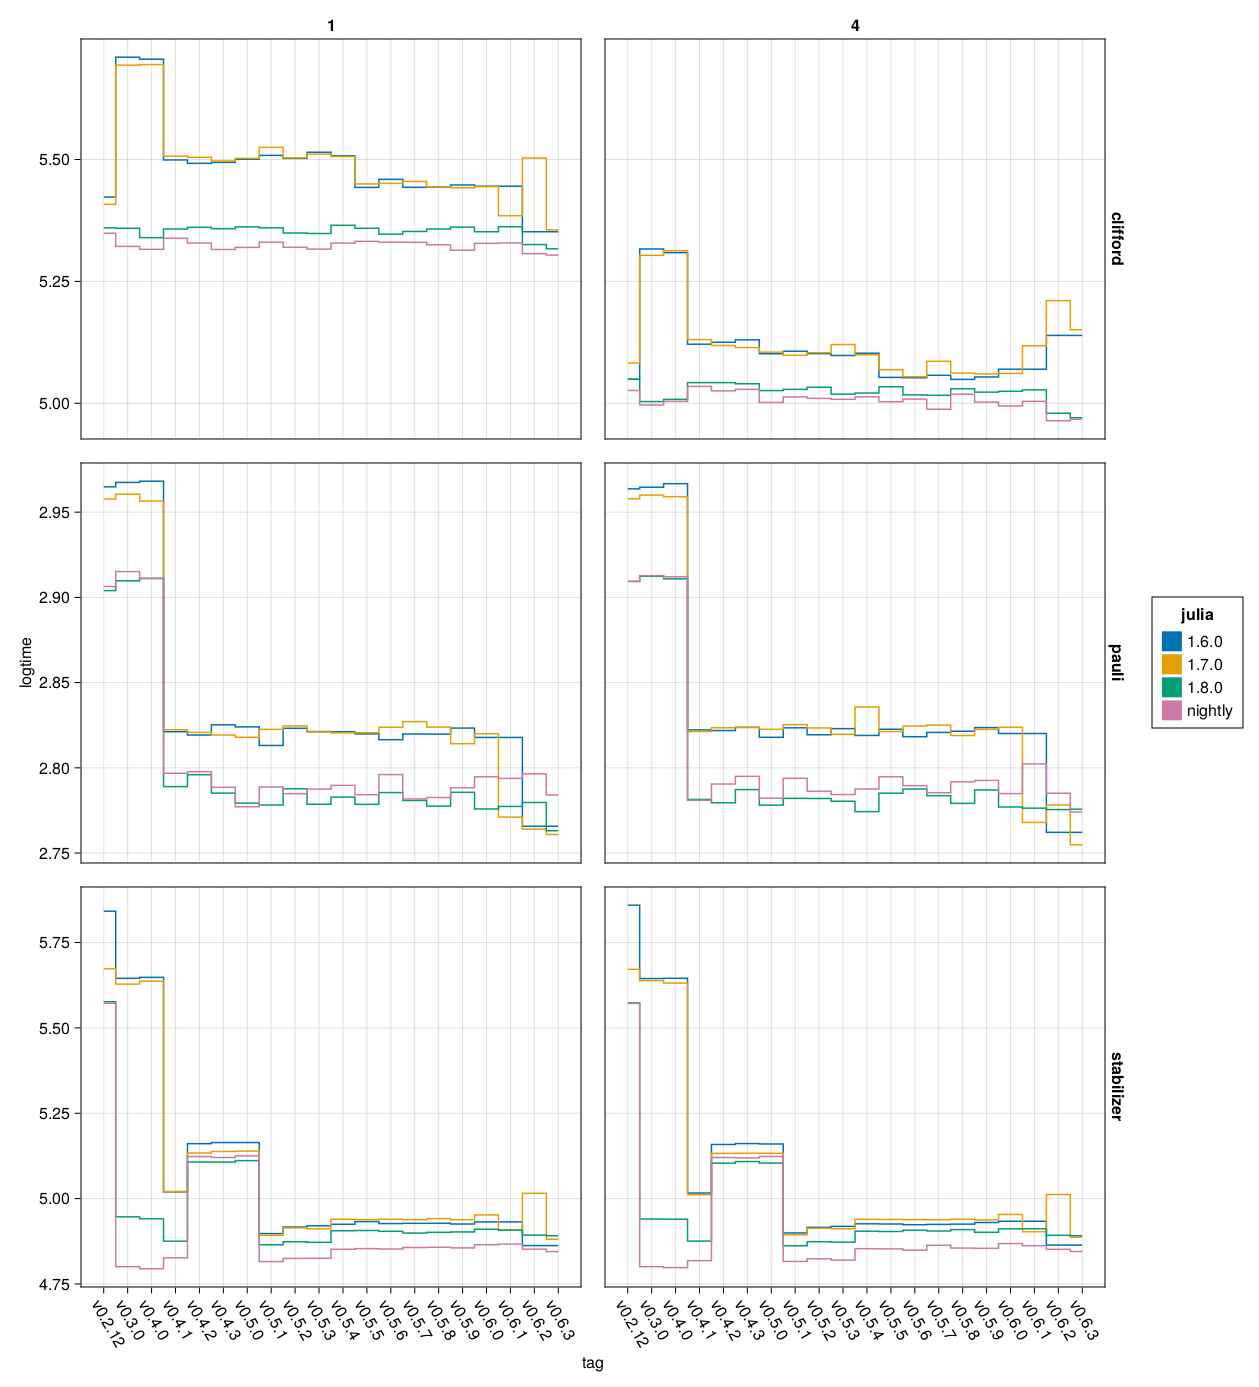 1
4
5.50
5.25
5.00
clifford
2.95
2.90
2.85
2.80
2.75
logtime
pauli
julia
1.6.0
1.7.0
1.8.0
nightly
5.75
5.50
5.25
5.00
4.75
stabilizer
v0.2.12
v0.3.0
v0.4.0
v0.4.1
v0.4.2
v0.4.3
v0.5.0
v0.5.1
v0.5.2
v0.5.3
v0.5.4
v0.5.5
v0.5.6
v0.5.7
v0.5.8
v0.5.9
v0.6.0
v0.6.1
v0.6.2
v0.6.3
v0.2.12
v0.3.0
v0.4.0
v0.4.1
v0.4.2
v0.4.3
v0.5.0
v0.5.1
v0.5.2
v0.5.3
v0.5.4
v0.5.5
v0.5.6
v0.5.7
v0.5.8
v0.5.9
v0.6.0
v0.6.1
v0.6.2
v0.6.3
tag